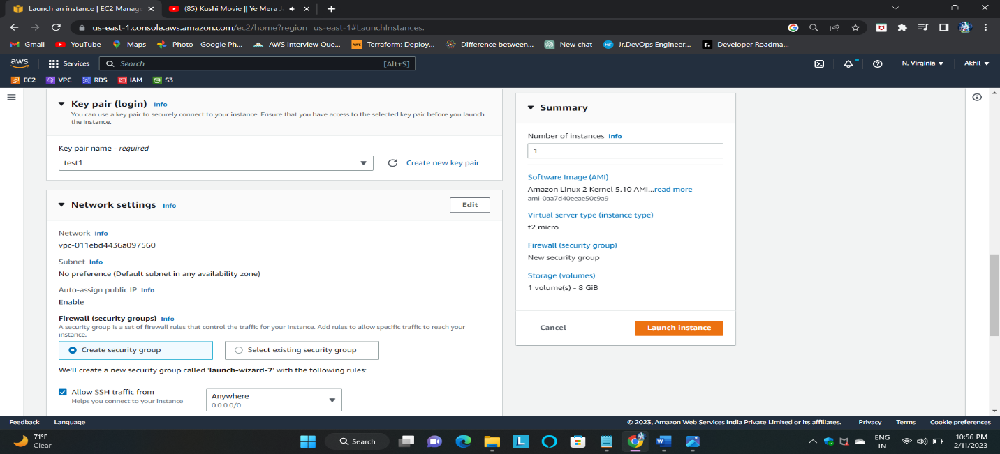 Launch an instance | EC2 Manag
(85) Kushi Movie || Ye Mera J
us-east-1.console.aws.amazon.com/ec2/home?region=us-east-1#LaunchInstances:
Gmail YouTube Maps Photo - Google Ph... AWS Interview Que... Terraform: Deploy... Difference between... New chat Jr.DevOps Engineer... Developer Roadma...
aws Services Search [Alt+S] N. Virginia Akhil
EC2 VPC RDS IAM S3
Key pair (login) Info
You can use a key pair to securely connect to your instance. Ensure that you have access to the selected key pair before you launch
the instance.
Key pair name - required
test1
Create new key pair
Network settings Info
Edit
Network Info
vpc-011ebd4436a097560
Subnet Info
No preference (Default subnet in any availability zone)
Auto-assign public IP Info
Enable
Firewall (security groups) Info
A security group is a set of firewall rules that control the traffic for your instance. Add rules to allow specific traffic to reach your
instance.
Create security group
Select existing security group
We'll create a new security group called 'launch-wizard-7' with the following rules:
Allow SSH traffic from
Helps you connect to your instance
Anywhere
0.0.0.0/0
Summary
Number of instances Info
1
Software Image (AMI)
Amazon Linux 2 Kernel 5.10 AMI...read more
ami-0aa7d40eeae50c9a9
Virtual server type (instance type)
t2.micro
Firewall (security group)
New security group
Storage (volumes)
1 volume(s) - 8 GiB
Cancel
Launch instance
Feedback Language © 2023, Amazon Web Services India Private Limited or its affiliates. Privacy Terms Cookie preferences
71°F
Clear
Search
ENG
IN
10:56 PM
2/11/2023